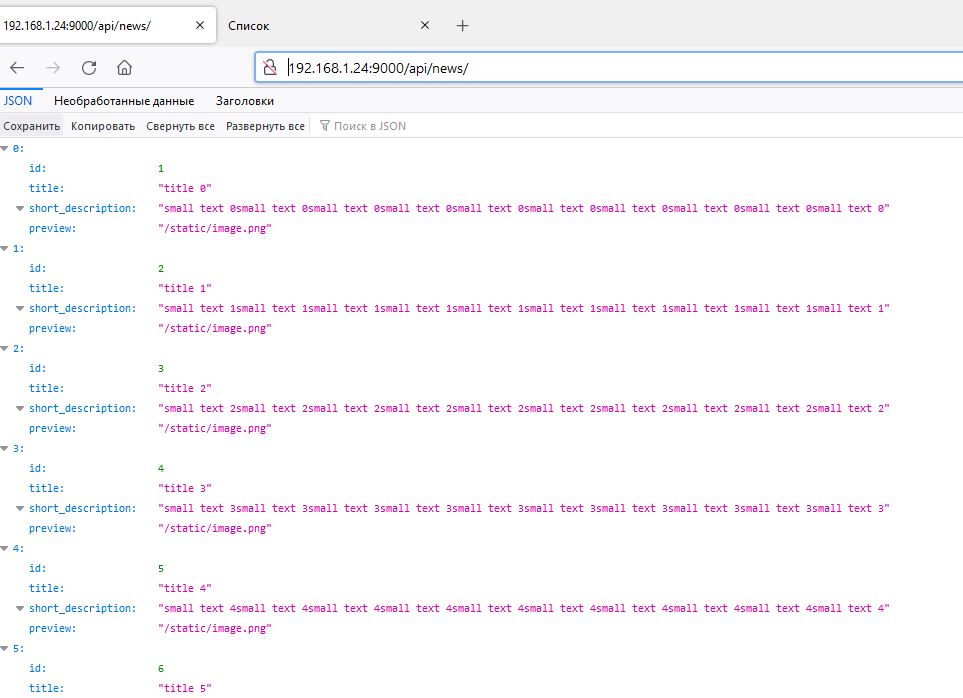 192.168.1.24:9000/api/news/
Список
192.168.1.24:9000/api/news/
JSON Необработанные данные Заголовки
Сохранить Копировать Свернуть все Развернуть все Поиск в JSON
0:
id: 1
title: "title 0"
short_description: "small text 0small text 0small text 0small text 0small text 0small text 0small text 0small text 0small text 0small text 0"
preview: "/static/image.png"
1:
id: 2
title: "title 1"
short_description: "small text 1small text 1small text 1small text 1small text 1small text 1small text 1small text 1small text 1small text 1"
preview: "/static/image.png"
2:
id: 3
title: "title 2"
short_description: "small text 2small text 2small text 2small text 2small text 2small text 2small text 2small text 2small text 2small text 2"
preview: "/static/image.png"
3:
id: 4
title: "title 3"
short_description: "small text 3small text 3small text 3small text 3small text 3small text 3small text 3small text 3small text 3small text 3"
preview: "/static/image.png"
4:
id: 5
title: "title 4"
short_description: "small text 4small text 4small text 4small text 4small text 4small text 4small text 4small text 4small text 4small text 4"
preview: "/static/image.png"
5:
id: 6
title: "title 5"